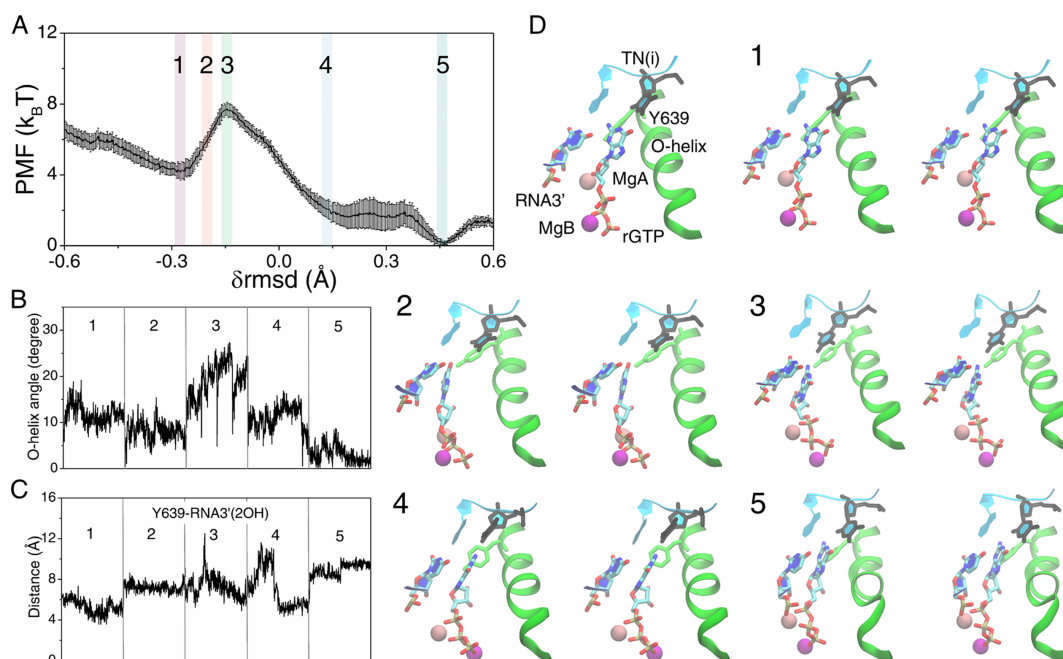 A
12
8
4
0
PMF (kBT)
1
2
3
4
5
-0.6
-0.3
0.0
0.3
0.6
δrmsd (Å)
B
30
20
10
0
O-helix angle (degree)
1
2
3
4
5
C
16
12
8
4
0
Distance (Å)
Y639-RNA3'(2OH)
1
2
3
4
5
D
TN(i)
Y639
O-helix
MgA
RNA3'
MgB
rGTP
1
2
3
4
5